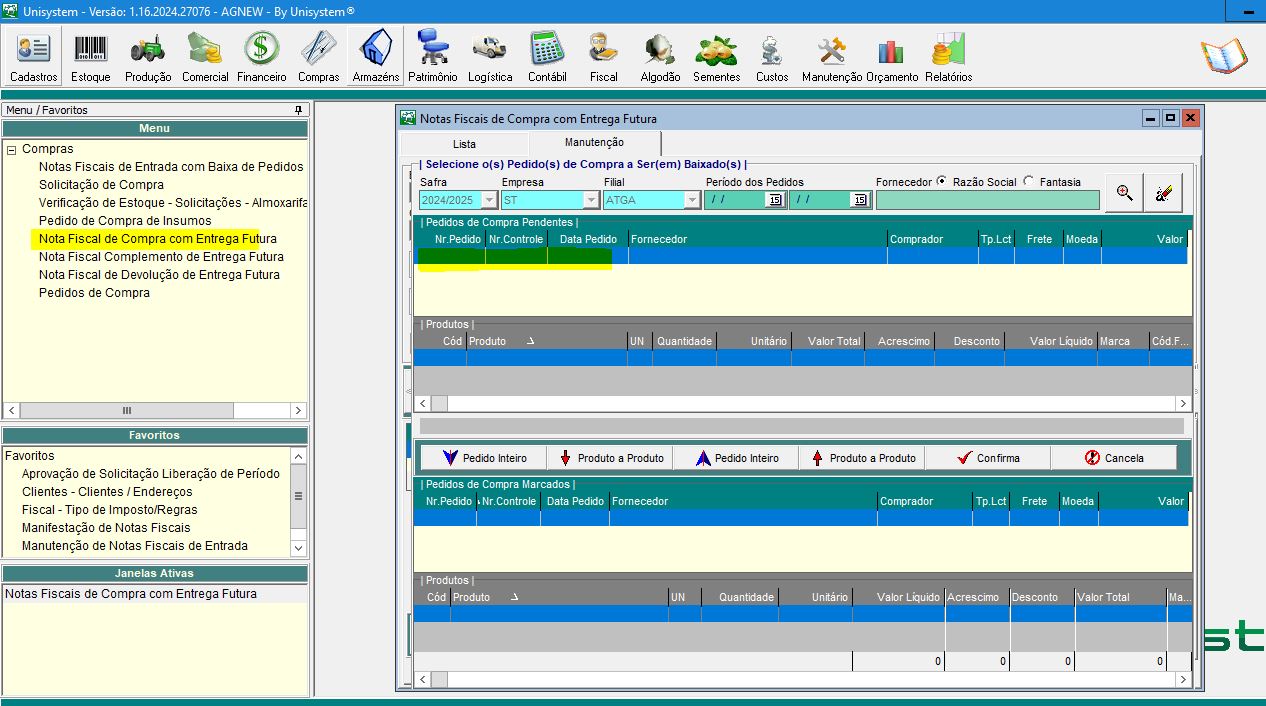 Unisystem - Versão: 1.16.2024.27076 - AGNEW - By Unisystem®
Cadastros Estoque Produção Comercial Financeiro Compras Armazéns Patrimônio Logística Contábil Fiscal Algodão Sementes Custos Manutenção Orçamento Relatórios
Menu / Favoritos
Menu
Compras
Notas Fiscais de Entrada com Baixa de Pedidos
Solicitação de Compra
Verificação de Estoque - Solicitações - Almoxarifa
Pedido de Compra de Insumos
Nota Fiscal de Compra com Entrega Futura
Nota Fiscal Complemento de Entrega Futura
Nota Fiscal de Devolução de Entrega Futura
Pedidos de Compra
Favoritos
Favoritos
Aprovação de Solicitação Liberação de Período
Clientes - Clientes / Endereços
Fiscal - Tipo de Imposto/Regras
Manifestação de Notas Fiscais
Manutenção de Notas Fiscais de Entrada
Janelas Ativas
Notas Fiscais de Compra com Entrega Futura
Notas Fiscais de Compra com Entrega Futura
Lista Manutenção
| Selecione o(s) Pedido(s) de Compra a Ser(em) Baixado(s) |
Safra Empresa Filial Período dos Pedidos Fornecedor Razão Social Fantasia
2024/2025 ST ATGA / / 15 / / 15
| Pedidos de Compra Pendentes |
Nr.Pedido Nr.Controle Data Pedido Fornecedor Comprador Tp.Lct Frete Moeda Valor
| Produtos |
Cód Produto UN Quantidade Unitário Valor Total Acrescimo Desconto Valor Líquido Marca Cód.F...
Pedido Inteiro Produto a Produto Pedido Inteiro Produto a Produto Confirma Cancela
| Pedidos de Compra Marcados |
Nr.Pedido Nr.Controle Data Pedido Fornecedor Comprador Tp.Lct Frete Moeda Valor
| Produtos |
Cód Produto UN Quantidade Unitário Valor Líquido Acrescimo Desconto Valor Total Ma...
0 0 0 0
st